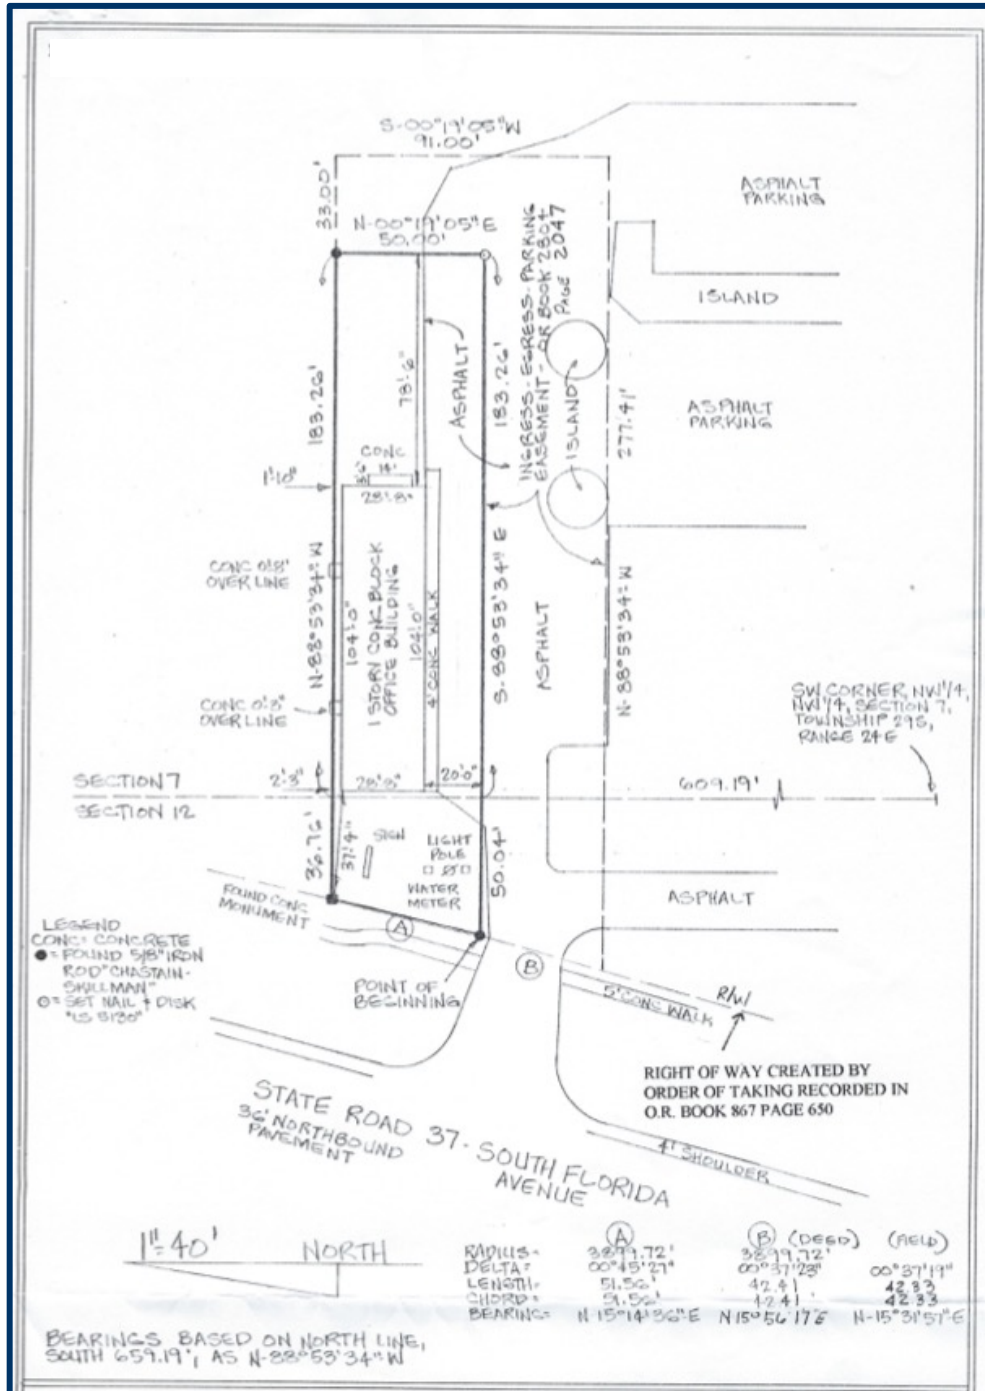 S-00°19'05"W
91.00'
33.00'
N-00°19'05"E
50.00'
ASPHALT
PARKING
ISLAND
INGRESS-EGRESS-PARKING
EASEMENT-OR BOOK 2804-
PAGE 2047
183.26'
78'-6"
ASPHALT
183.26'
ISLAND
277.41'
ASPHALT
PARKING
1'-10"
CONC
3'6"
14'
28'-8"
CONC 0.8'
OVER LINE
N-88°53'34"W
104'-0"
1 STORY CONC BLOCK
OFFICE BUILDING
104'-0"
4' CONC WALK
S-88°53'34" E
ASPHALT
N-88°53'34"W
CONC 0.8'
OVER LINE
SW CORNER, NW 1/4,
NW 1/4, SECTION 7,
TOWNSHIP 29S,
RANGE 24E
SECTION 7
SECTION 12
2'-3"
28'-8"
20'-0"
609.19'
36.76'
37'-4"
SIGN
LIGHT
POLE
WATER
METER
50.04'
ASPHALT
FOUND CONC
MONUMENT
A
B
LEGEND
CONC= CONCRETE
= FOUND 5/8" IRON
ROD "CHASTAIN-
SKILLMAN"
= SET NAIL & DISK
"LS 5130"
POINT OF
BEGINNING
5' CONC WALK
R/W
RIGHT OF WAY CREATED BY
ORDER OF TAKING RECORDED IN
O.R. BOOK 867 PAGE 650
STATE ROAD 37 - SOUTH FLORIDA
AVENUE
36' NORTHBOUND
PAVEMENT
4' SHOULDER
1"=40'
NORTH
A B (DEED) (FIELD)
RADIUS= 3899.72' 3899.72'
DELTA= 00°45'27" 00°37'23" 00°37'19"
LENGTH= 51.56' 42.41 42.33
CHORD= 51.56' 42.41' 42.33
BEARING= N 15°14'36"E N 15°56'17"E N-15°31'57"E
BEARINGS BASED ON NORTH LINE,
SOUTH 659.19', AS N-88°53'34"W